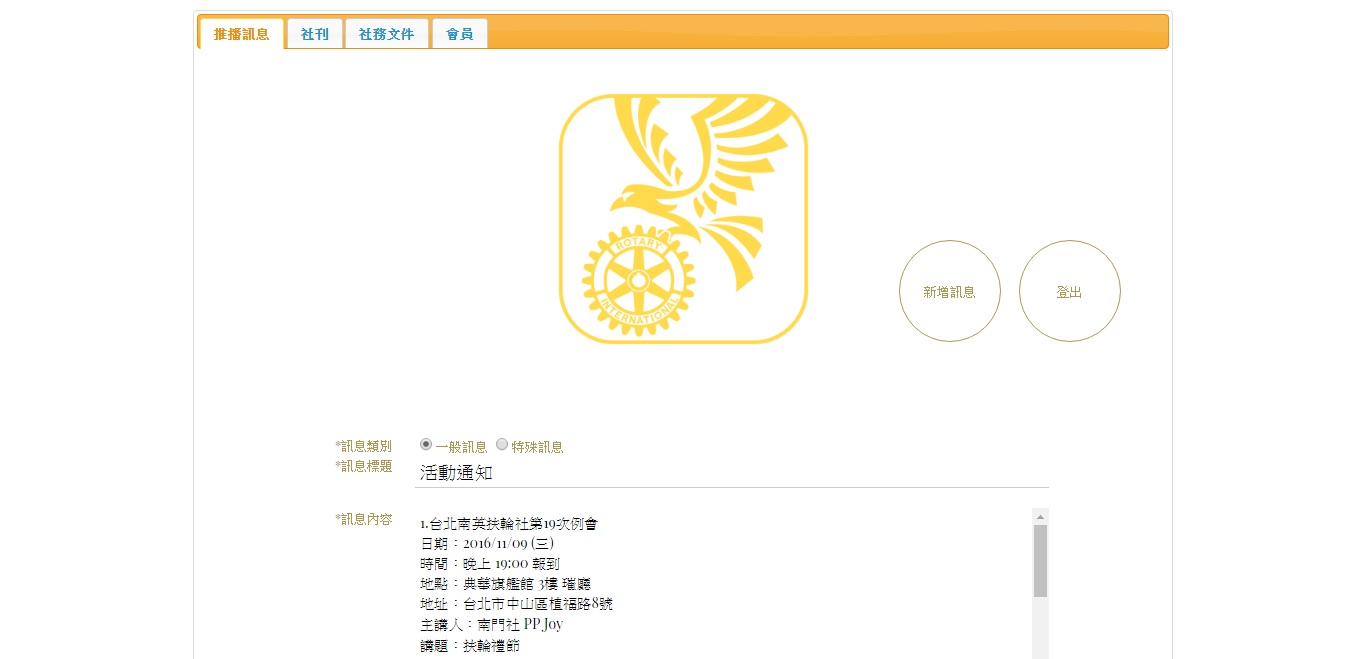 推播訊息 社刊 社務文件 會員
ROTARY
INTERNATIONAL
新增訊息 登出
*訊息類別 一般訊息 特殊訊息
*訊息標題 活動通知
*訊息內容 1.台北南英扶輪社第19次例會
日期：2016/11/09 (三)
時間：晚上 19:00 報到
地點：典華旗艦館 3樓 璀廳
地址：台北市中山區植福路8號
主講人：南門社 PP Joy
講題：扶輪禮節